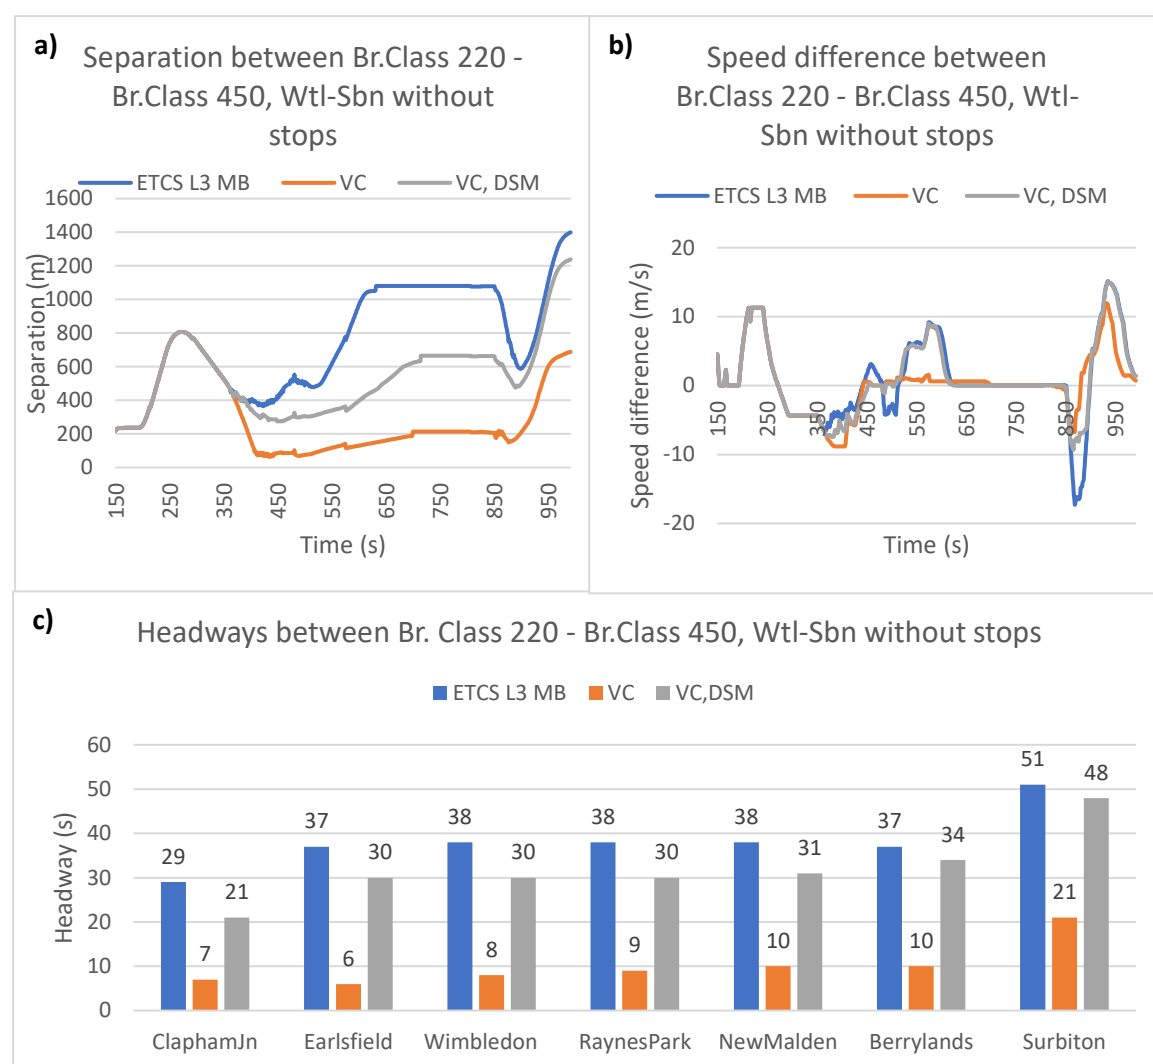 a)
Separation between Br.Class 220 -
Br.Class 450, Wtl-Sbn without
stops
ETCS L3 MB VC VC, DSM
1600
1400
1200
1000
800
600
400
200
0
Separation (m)
150 250 350 450 550 650 750 850 950
Time (s)
b)
Speed difference between
Br.Class 220 - Br.Class 450, Wtl-
Sbn without stops
ETCS L3 MB VC VC, DSM
20
10
0
-10
-20
Speed difference (m/s)
150 250 350 450 550 650 750 850 950
Time (s)
c)
Headways between Br. Class 220 - Br.Class 450, Wtl-Sbn without stops
ETCS L3 MB VC VC,DSM
60
50
40
30
20
10
0
Headway (s)
29 7 21
37 6 30
38 8 30
38 9 30
38 10 31
37 10 34
51 21 48
ClaphamJn Earlsfield Wimbledon RaynesPark NewMalden Berrylands Surbiton